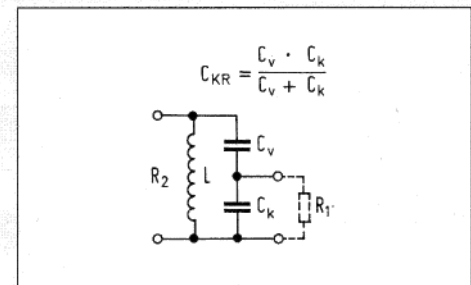 C_KR = C_v · C_k / C_v + C_k
C_v
R_2 L
C_k R_1